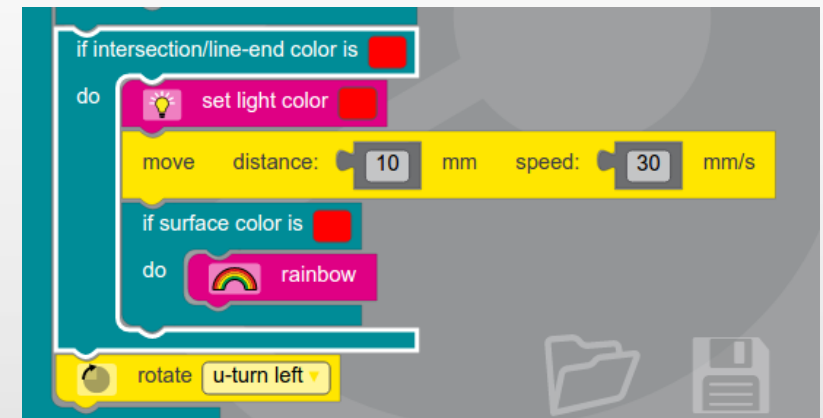 if intersection/line-end color is
do
set light color
move distance: 10 mm speed: 30 mm/s
if surface color is
do
rainbow
rotate u-turn left